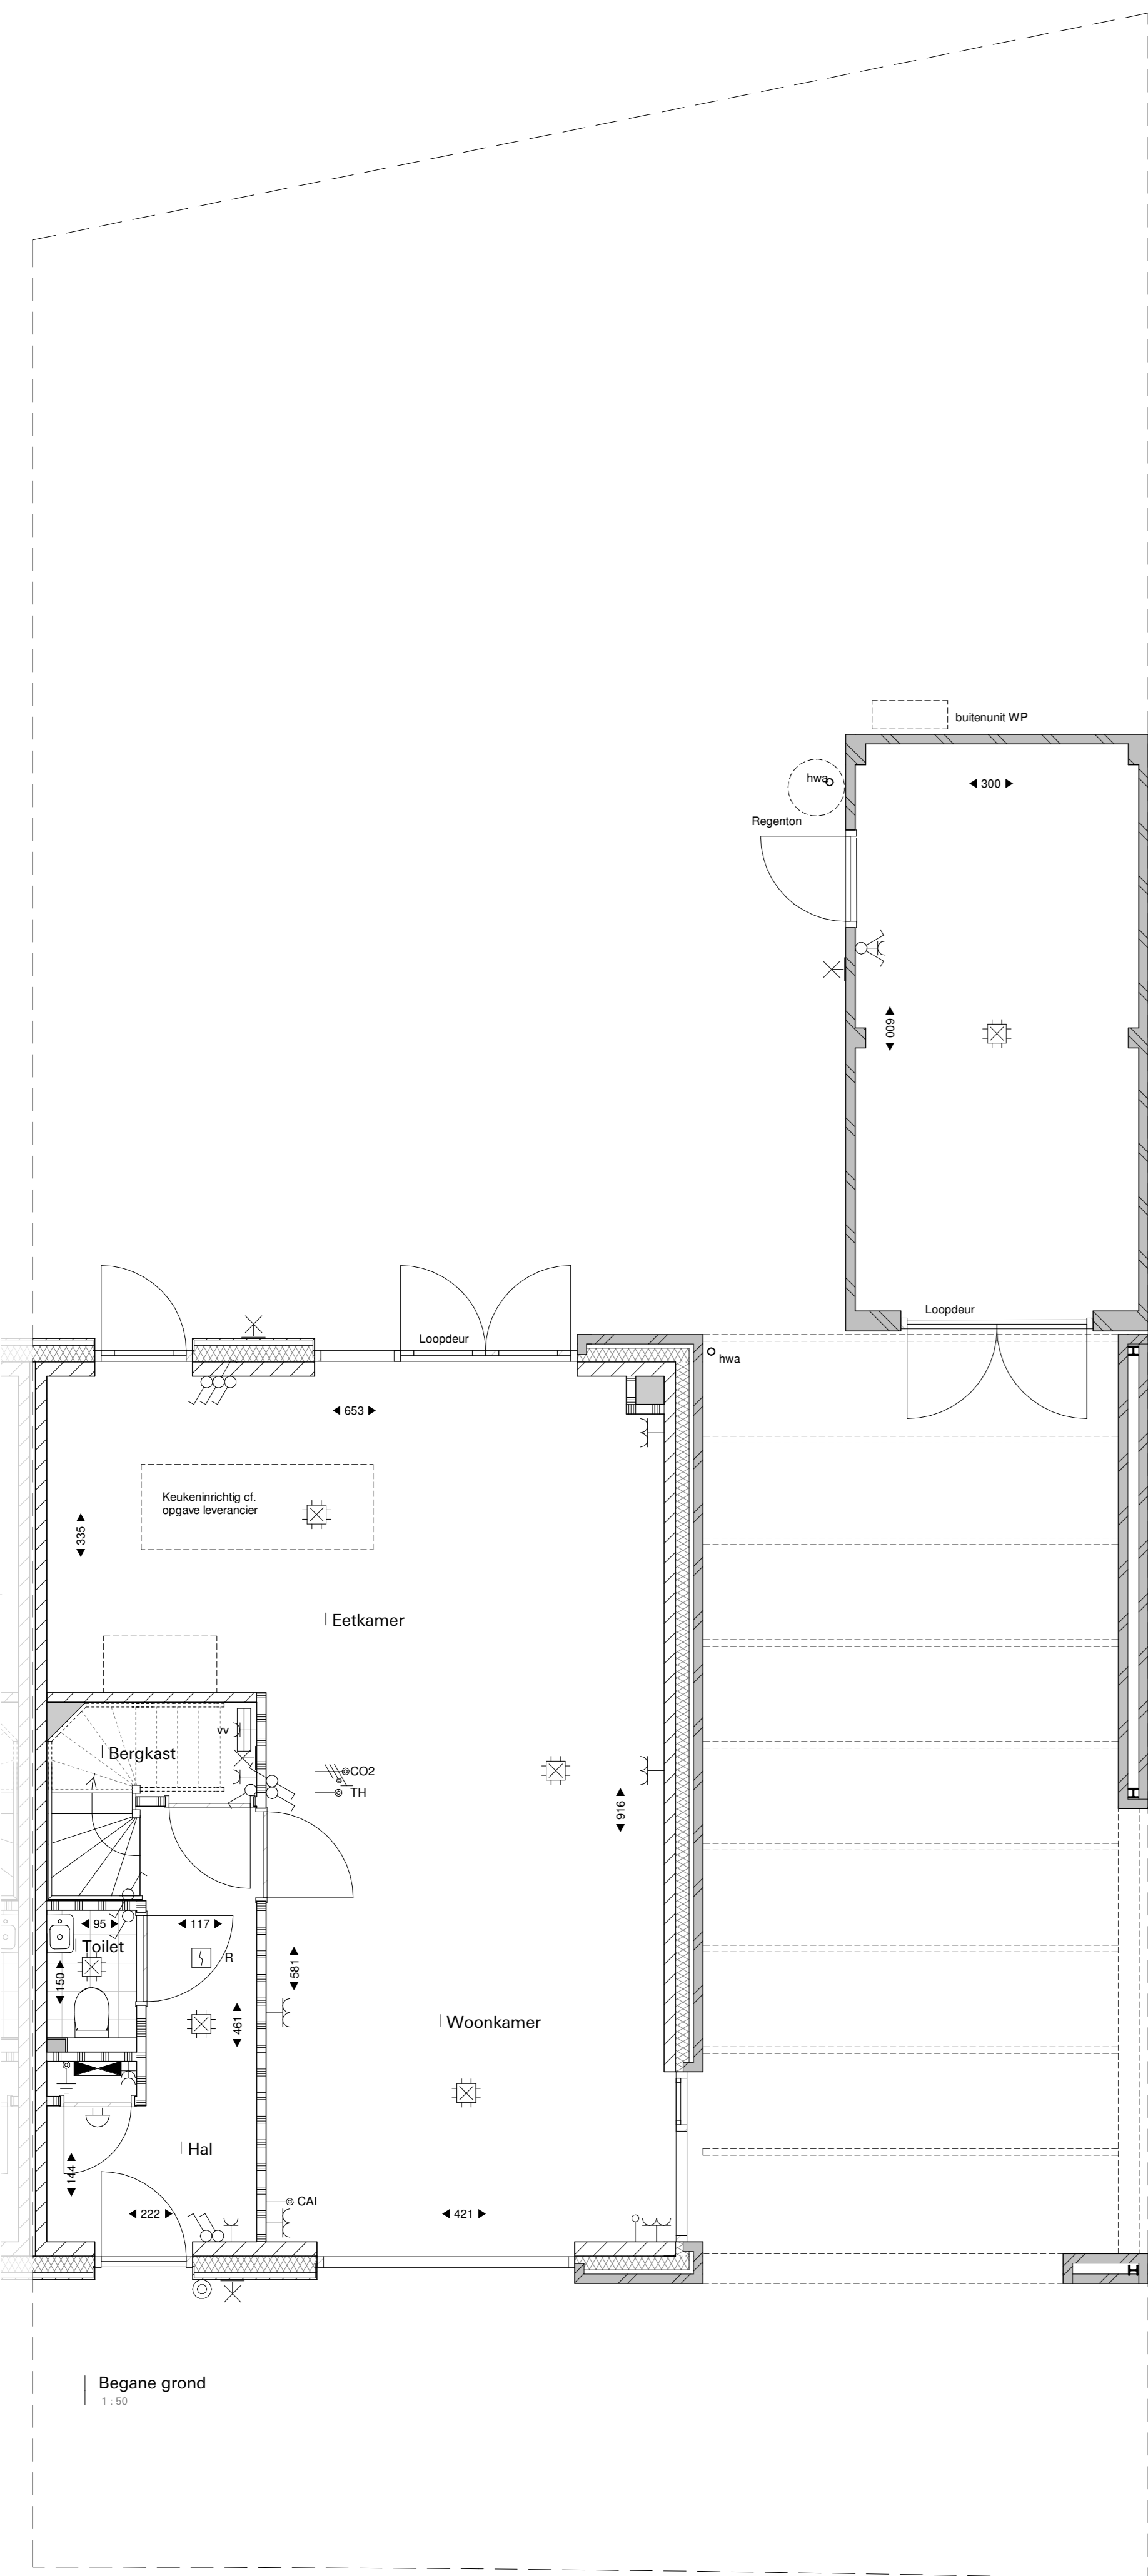 buitenunit WP
hwa
300
Regenton
600
Loopdeur
Loopdeur
hwa
653
Keukeninrichtig cf.
opgave leverancier
335
Eetkamer
vv
Bergkast
CO2
TH
916
95
117
Toilet
R
150
581
461
Woonkamer
Hal
144
CAI
222
421
Begane grond
1 : 50